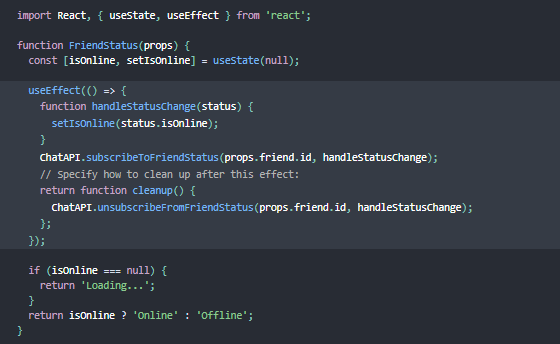 import React, { useState, useEffect } from 'react';
function FriendStatus(props) {
const [isOnline, setIsOnline] = useState(null);
useEffect(() => {
function handleStatusChange(status) {
setIsOnline(status.isOnline);
}
ChatAPI.subscribeToFriendStatus(props.friend.id, handleStatusChange);
// Specify how to clean up after this effect:
return function cleanup() {
ChatAPI.unsubscribeFromFriendStatus(props.friend.id, handleStatusChange);
};
});
if (isOnline === null) {
return 'Loading...';
}
return isOnline ? 'Online' : 'Offline';
}